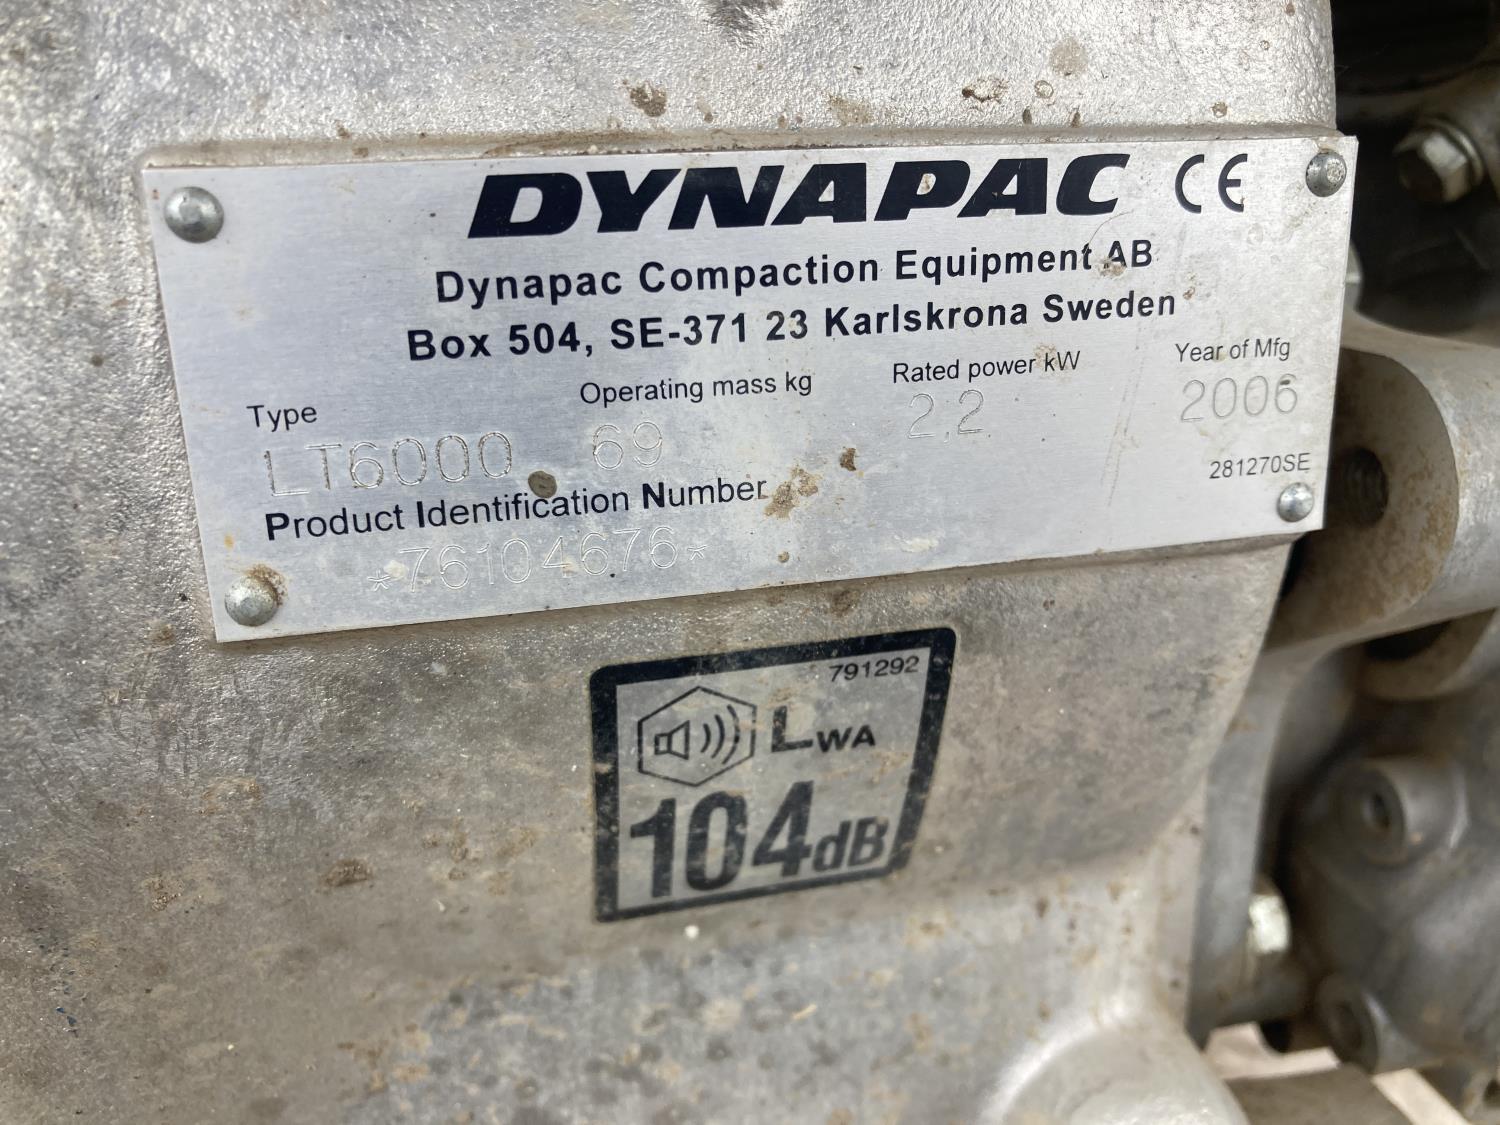 DYNAPAC CE
Dynapac Compaction Equipment AB
Box 504, SE-371 23 Karlskrona Sweden
Type Operating mass kg Rated power kW Year of Mfg
LT6000 69 2,2 2006
281270SE
Product Identification Number
*76104676*
791292
LWA
104dB